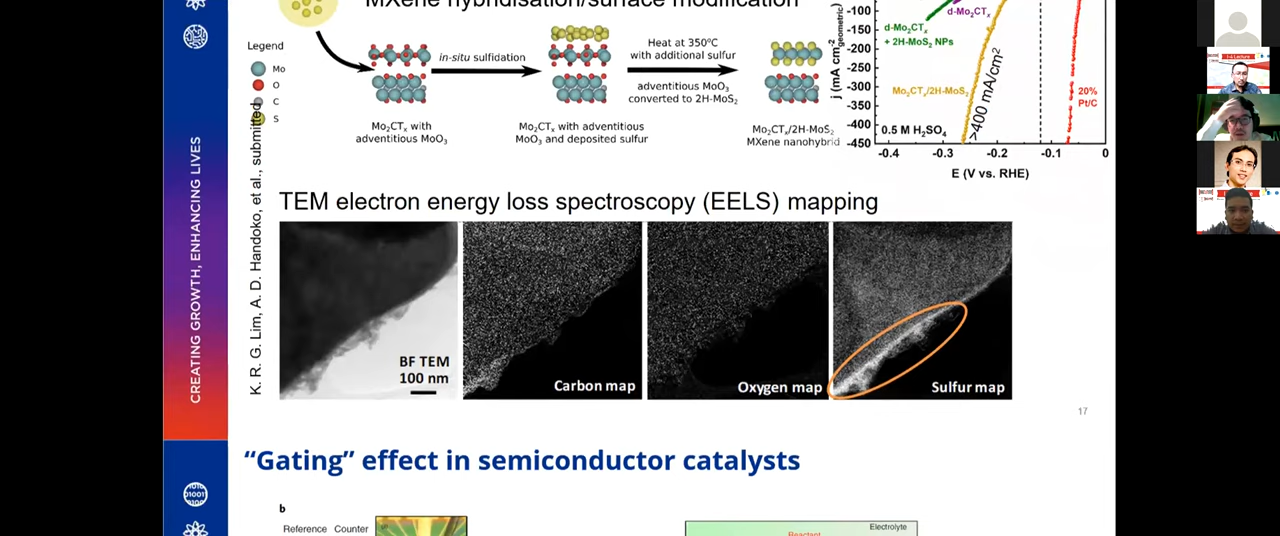 MXene hybridisation/surface modification
Legend
Mo
O
C
S
in-situ sulfidation
Heat at 350°C
with additional sulfur
adventitious MoO₃
converted to 2H-MoS₂
Mo₂CTₓ with
adventitious MoO₃
Mo₂CTₓ with adventitious
MoO₃ and deposited sulfur
Mo₂CTₓ/2H-MoS₂
MXene nanohybrid
j (mA cm⁻²geometric)
-100
-150
-200
-250
-300
-350
-400
-450
d-Mo₂CTₓ
d-Mo₂CTₓ
+ 2H-MoS₂ NPs
Mo₂CTₓ/2H-MoS₂
>400 mA/cm²
20%
Pt/C
0.5 M H₂SO₄
-0.4
-0.3
-0.2
-0.1
0
E (V vs. RHE)
CREATING GROWTH, ENHANCING LIVES
K. R. G. Lim, A. D. Handoko, et al., submitted
TEM electron energy loss spectroscopy (EELS) mapping
BF TEM
100 nm
Carbon map
Oxygen map
Sulfur map
17
“Gating” effect in semiconductor catalysts
b
Reference Counter
Electrolyte
Reactant